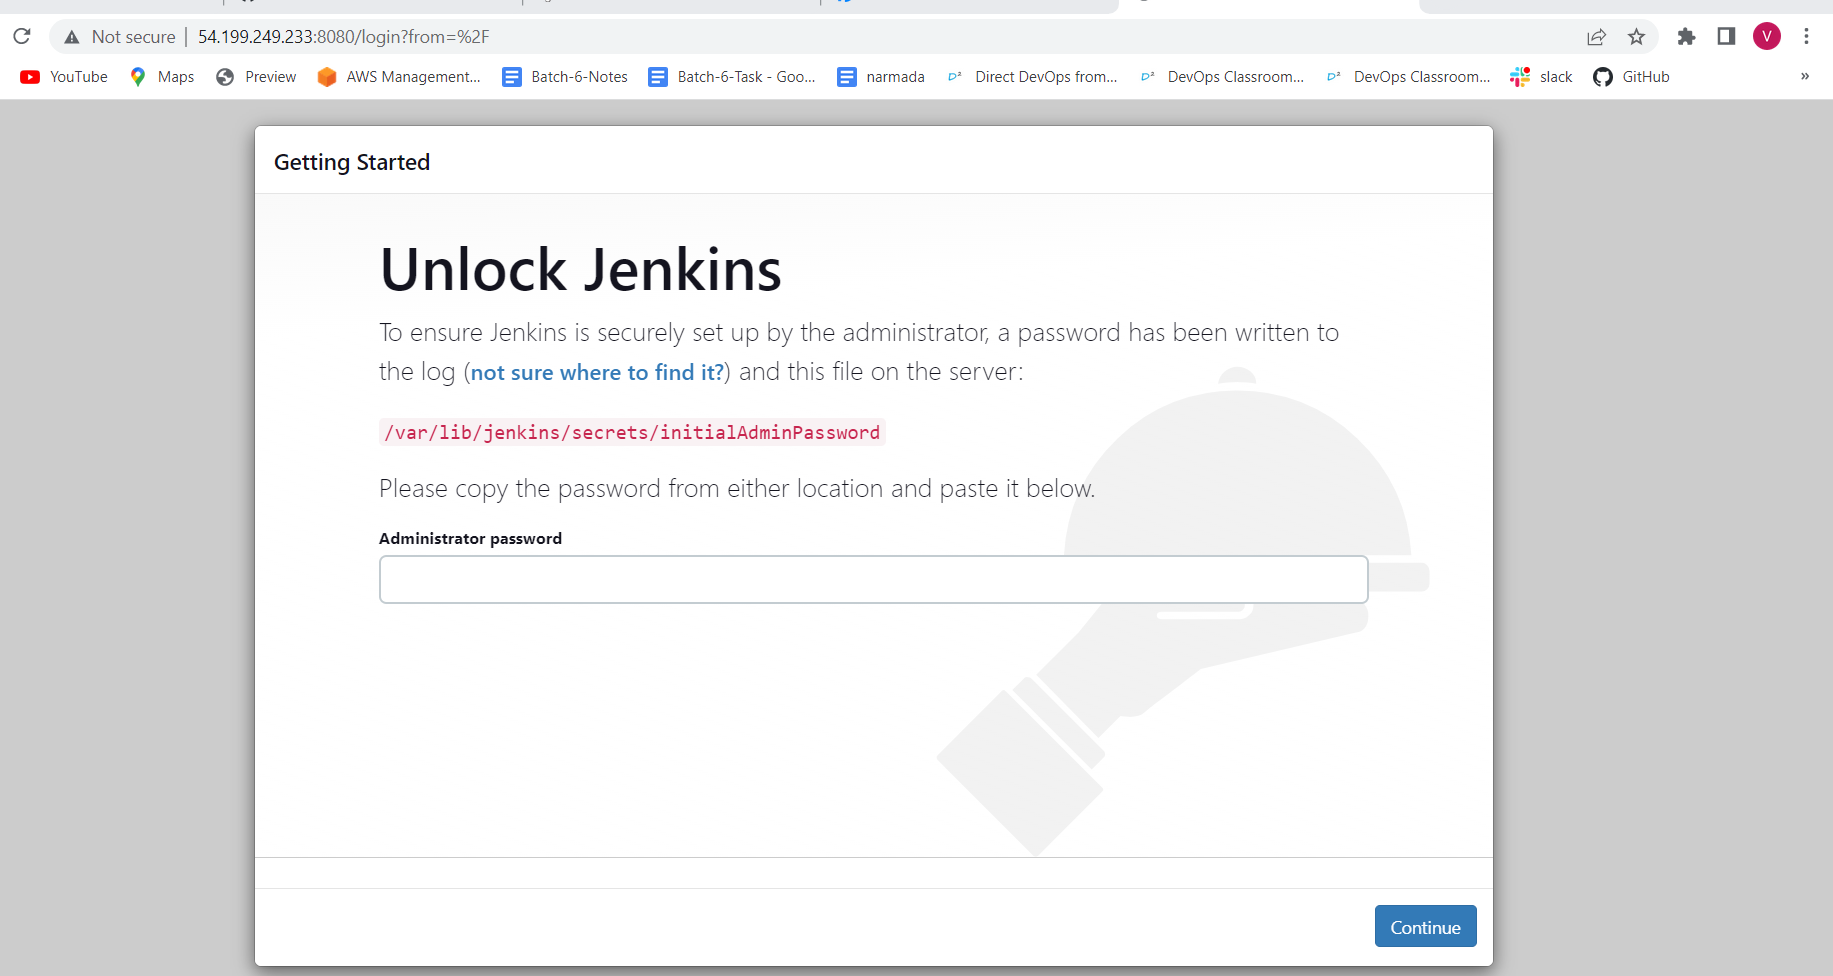 Not secure | 54.199.249.233:8080/login?from=%2F
V
YouTube Maps Preview AWS Management... Batch-6-Notes Batch-6-Task - Goo... narmada D² Direct DevOps from... D² DevOps Classroom... D² DevOps Classroom... slack GitHub »
Getting Started
Unlock Jenkins
To ensure Jenkins is securely set up by the administrator, a password has been written to
the log (not sure where to find it?) and this file on the server:
/var/lib/jenkins/secrets/initialAdminPassword
Please copy the password from either location and paste it below.
Administrator password
Continue